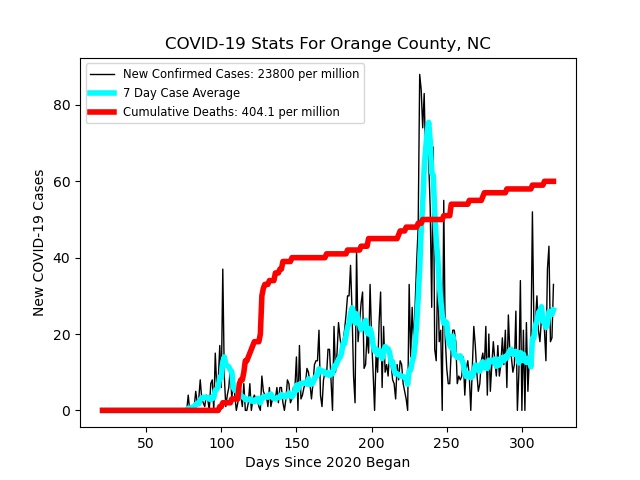 COVID-19 Stats For Orange County, NC
New Confirmed Cases: 23800 per million
7 Day Case Average
Cumulative Deaths: 404.1 per million
New COVID-19 Cases
80
60
40
20
0
50 100 150 200 250 300
Days Since 2020 Began